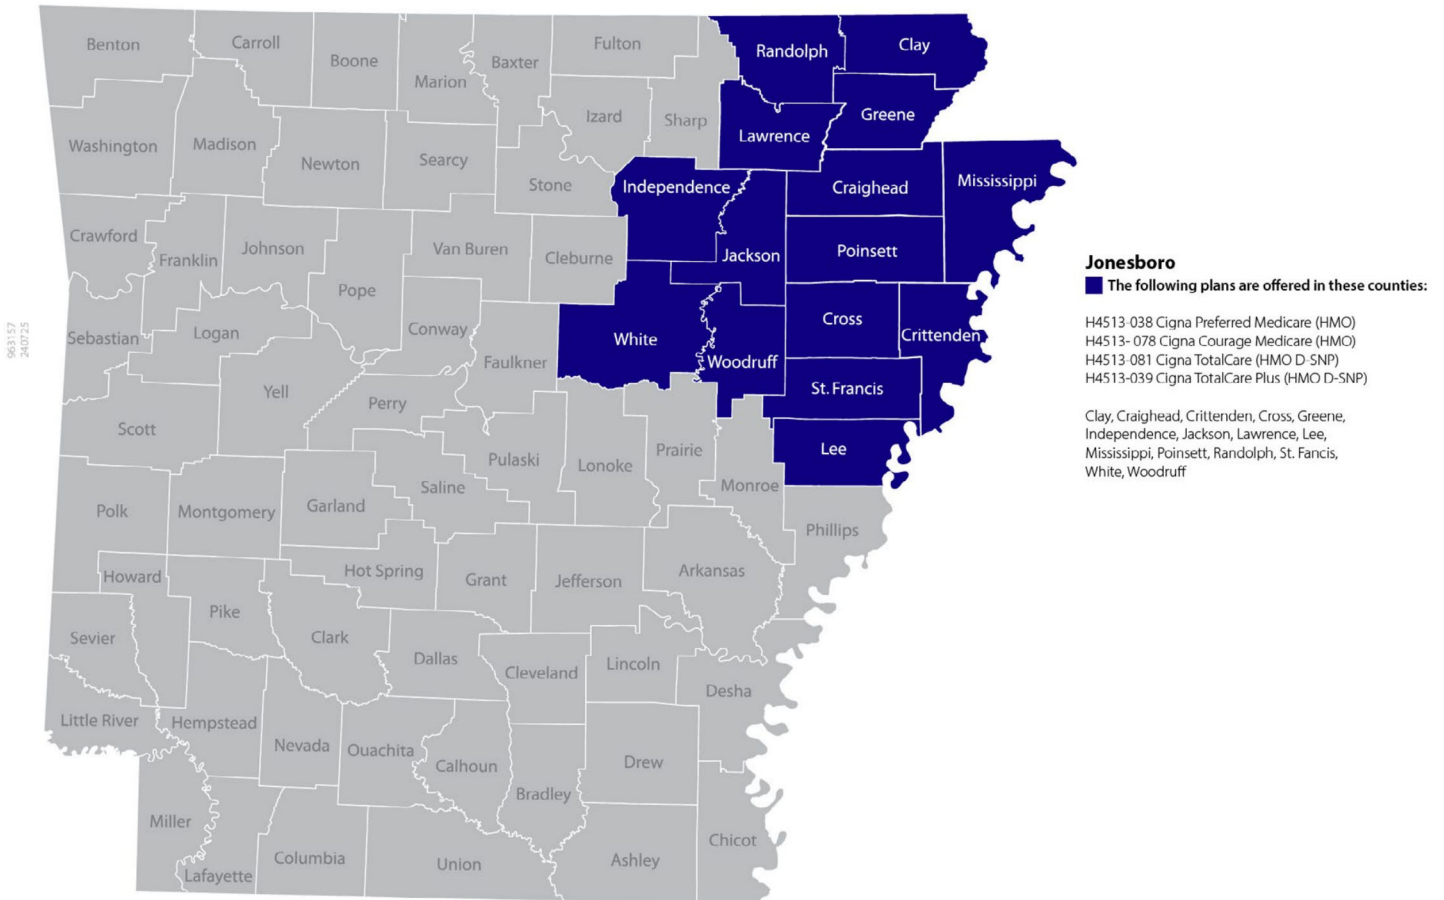 Benton
Carroll
Boone
Marion
Baxter
Fulton
Randolph
Clay
Izard
Sharp
Lawrence
Greene
Washington
Madison
Newton
Searcy
Stone
Independence
Craighead
Mississippi
Crawford
Franklin
Johnson
Pope
Van Buren
Cleburne
Jackson
Poinsett
Sebastian
Logan
Conway
Faulkner
White
Woodruff
Cross
Crittenden
Scott
Yell
Perry
St. Francis
Pulaski
Lonoke
Prairie
Monroe
Lee
Polk
Montgomery
Garland
Saline
Phillips
Howard
Pike
Hot Spring
Grant
Jefferson
Arkansas
Sevier
Clark
Dallas
Cleveland
Lincoln
Desha
Little River
Hempstead
Nevada
Ouachita
Calhoun
Bradley
Drew
Miller
Lafayette
Columbia
Union
Ashley
Chicot
963157
240725
Jonesboro
The following plans are offered in these counties:
H4513-038 Cigna Preferred Medicare (HMO)
H4513- 078 Cigna Courage Medicare (HMO)
H4513-081 Cigna TotalCare (HMO D-SNP)
H4513-039 Cigna TotalCare Plus (HMO D-SNP)
Clay, Craighead, Crittenden, Cross, Greene,
Independence, Jackson, Lawrence, Lee,
Mississippi, Poinsett, Randolph, St. Fancis,
White, Woodruff